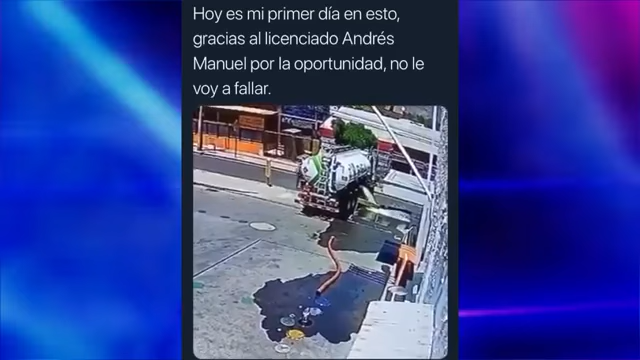 Hoy es mi primer día en esto,
gracias al licenciado Andrés
Manuel por la oportunidad, no le
voy a fallar.